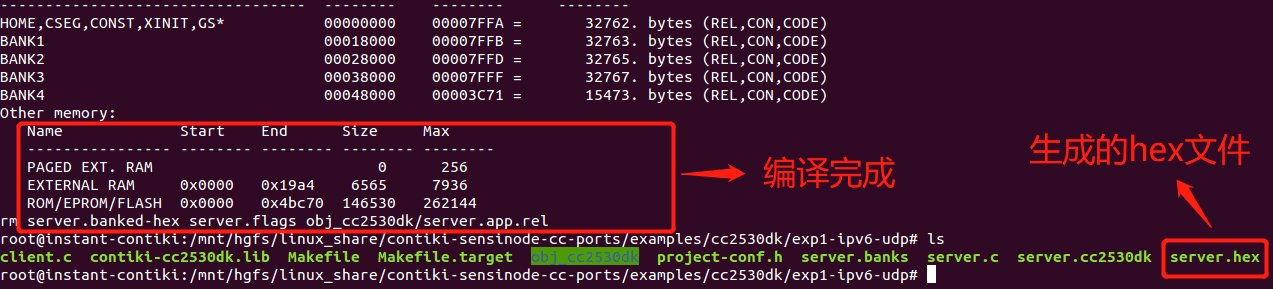 -------------------------------------  --------   --------       --------
HOME,CSEG,CONST,XINIT,GS*             00000000   00007FFA =      32762. bytes (REL,CON,CODE)
BANK1                                 00018000   00007FFB =      32763. bytes (REL,CON,CODE)
BANK2                                 00028000   00007FFD =      32765. bytes (REL,CON,CODE)
BANK3                                 00038000   00007FFF =      32767. bytes (REL,CON,CODE)
BANK4                                 00048000   00003C71 =      15473. bytes (REL,CON,CODE)
Other memory:
   Name             Start    End      Size     Max
   ---------------- -------- -------- -------- --------
   PAGED EXT. RAM                         0      256
   EXTERNAL RAM     0x0000   0x19a4    6565     7936
   ROM/EPROM/FLASH  0x0000   0x4bc70 146530   262144
编译完成
生成的hex文件
rm server.banked-hex server.flags obj_cc2530dk/server.app.rel
root@instant-contiki:/mnt/hgfs/linux_share/contiki-sensinode-cc-ports/examples/cc2530dk/exp1-ipv6-udp# ls
client.c  contiki-cc2530dk.lib  Makefile  Makefile.target  obj_cc2530dk  project-conf.h  server.banks  server.c  server.cc2530dk  server.hex
root@instant-contiki:/mnt/hgfs/linux_share/contiki-sensinode-cc-ports/examples/cc2530dk/exp1-ipv6-udp#